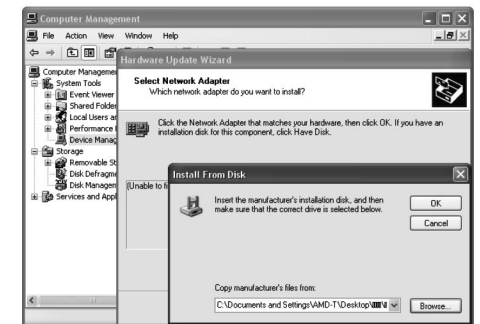 Computer Management
File Action View Window Help
Hardware Update Wizard
Computer Manageme
System Tools
Event Viewer
Shared Folder
Local Users ar
Performance l
Device Manag
Storage
Removable St
Disk Defragme
Disk Managem
Services and Appl
Select Network Adapter
Which network adapter do you want to install?
Click the Network Adapter that matches your hardware, then click OK. If you have an
installation disk for this component, click Have Disk.
(Unable to fi
Install From Disk
Insert the manufacturer's installation disk, and then
make sure that the correct drive is selected below.
OK
Cancel
Copy manufacturer's files from:
C:\Documents and Settings\AMD-T\Desktop\
Browse...